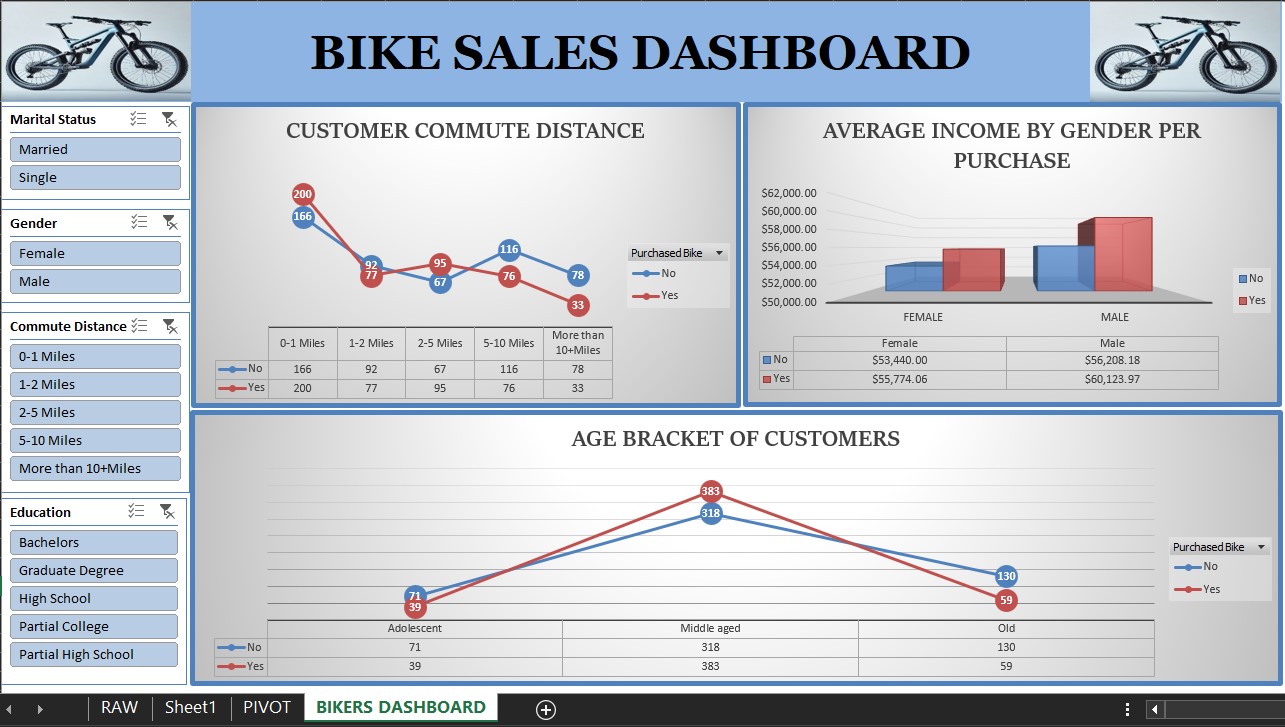 BIKE SALES DASHBOARD
Marital Status
Married
Single
Gender
Female
Male
Commute Distance
0-1 Miles
1-2 Miles
2-5 Miles
5-10 Miles
More than 10+Miles
Education
Bachelors
Graduate Degree
High School
Partial College
Partial High School
CUSTOMER COMMUTE DISTANCE
200
166
92
77
95
67
116
76
78
33
Purchased Bike
No
Yes
0-1 Miles 1-2 Miles 2-5 Miles 5-10 Miles More than
10+Miles
No 166 92 67 116 78
Yes 200 77 95 76 33
AVERAGE INCOME BY GENDER PER
PURCHASE
$62,000.00
$60,000.00
$58,000.00
$56,000.00
$54,000.00
$52,000.00
$50,000.00
FEMALE MALE
No
Yes
Female Male
No $53,440.00 $56,208.18
Yes $55,774.06 $60,123.97
AGE BRACKET OF CUSTOMERS
383
318
71
39
130
59
Purchased Bike
No
Yes
Adolescent Middle aged Old
No 71 318 130
Yes 39 383 59
RAW Sheet1 PIVOT BIKERS DASHBOARD